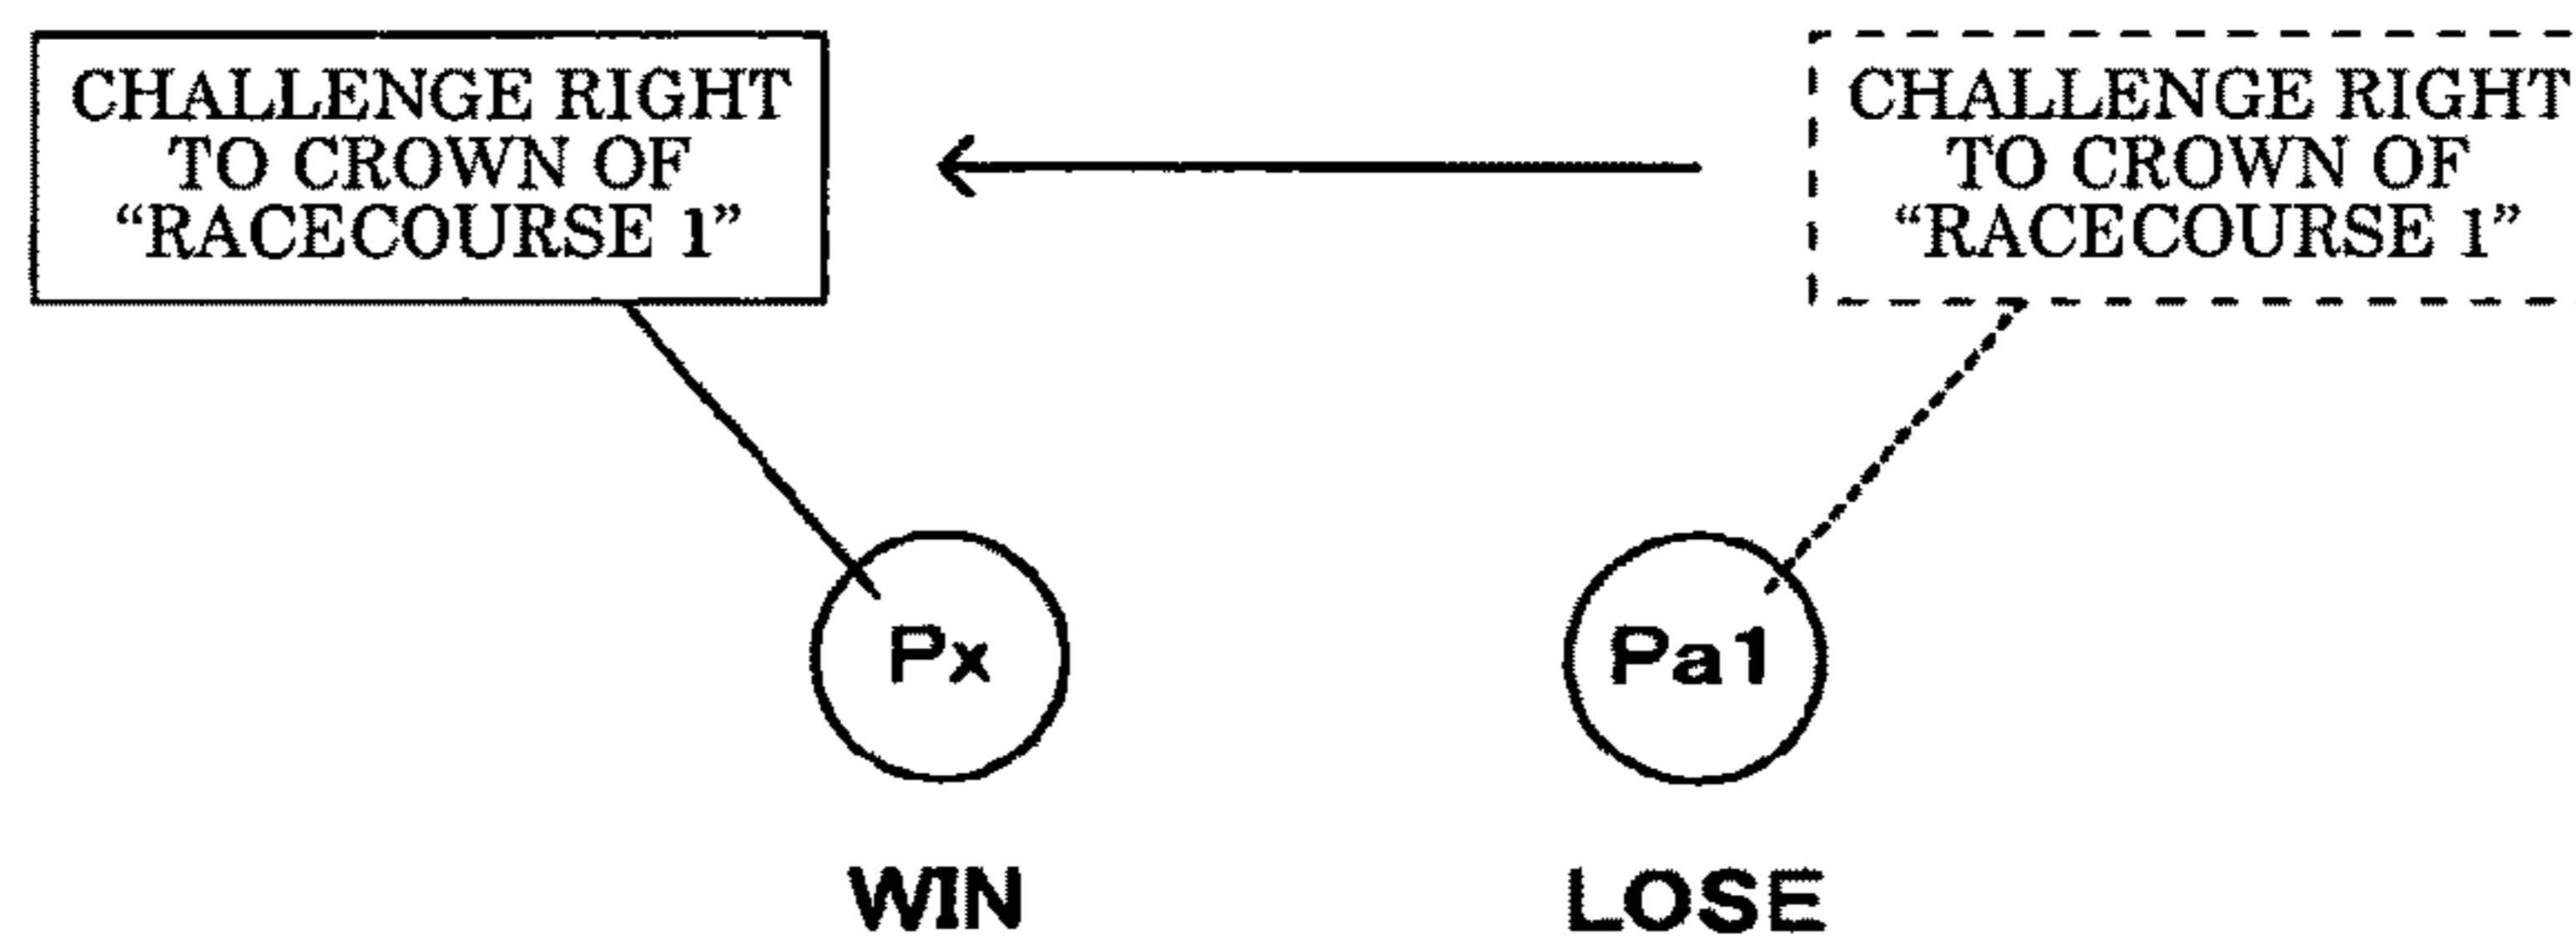 CHALLENGE RIGHT
TO CROWN OF
“RACECOURSE 1”
CHALLENGE RIGHT
TO CROWN OF
“RACECOURSE 1”
Px
Pa1
WIN
LOSE